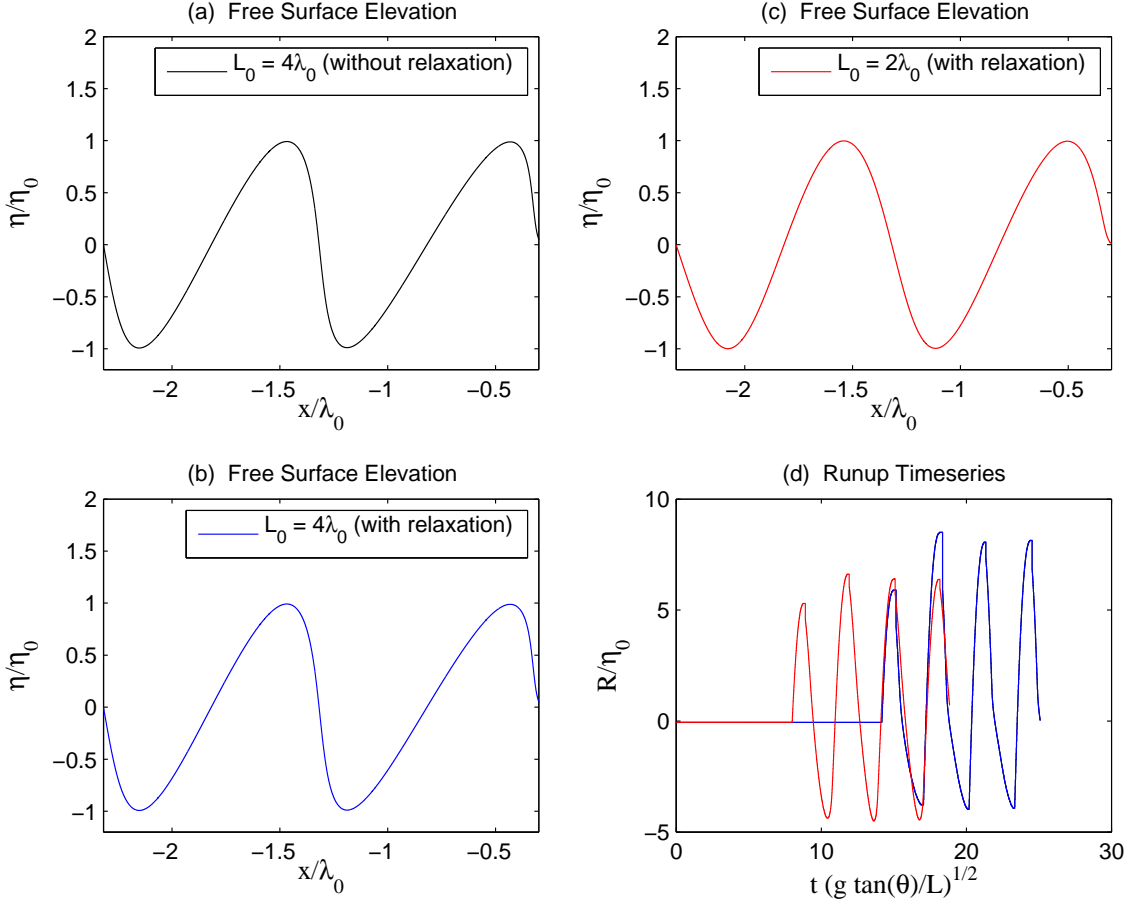 (a) Free Surface Elevation
2
1.5
1
0.5
0
−0.5
−1
L₀ = 4λ₀ (without relaxation)
η/η₀
−2 −1.5 −1 −0.5
x/λ₀
(c) Free Surface Elevation
2
1.5
1
0.5
0
−0.5
−1
L₀ = 2λ₀ (with relaxation)
η/η₀
−2 −1.5 −1 −0.5
x/λ₀
(b) Free Surface Elevation
2
1.5
1
0.5
0
−0.5
−1
L₀ = 4λ₀ (with relaxation)
η/η₀
−2 −1.5 −1 −0.5
x/λ₀
(d) Runup Timeseries
10
5
0
−5
R/η₀
0 10 20 30
t (g tan(θ)/L)^1/2